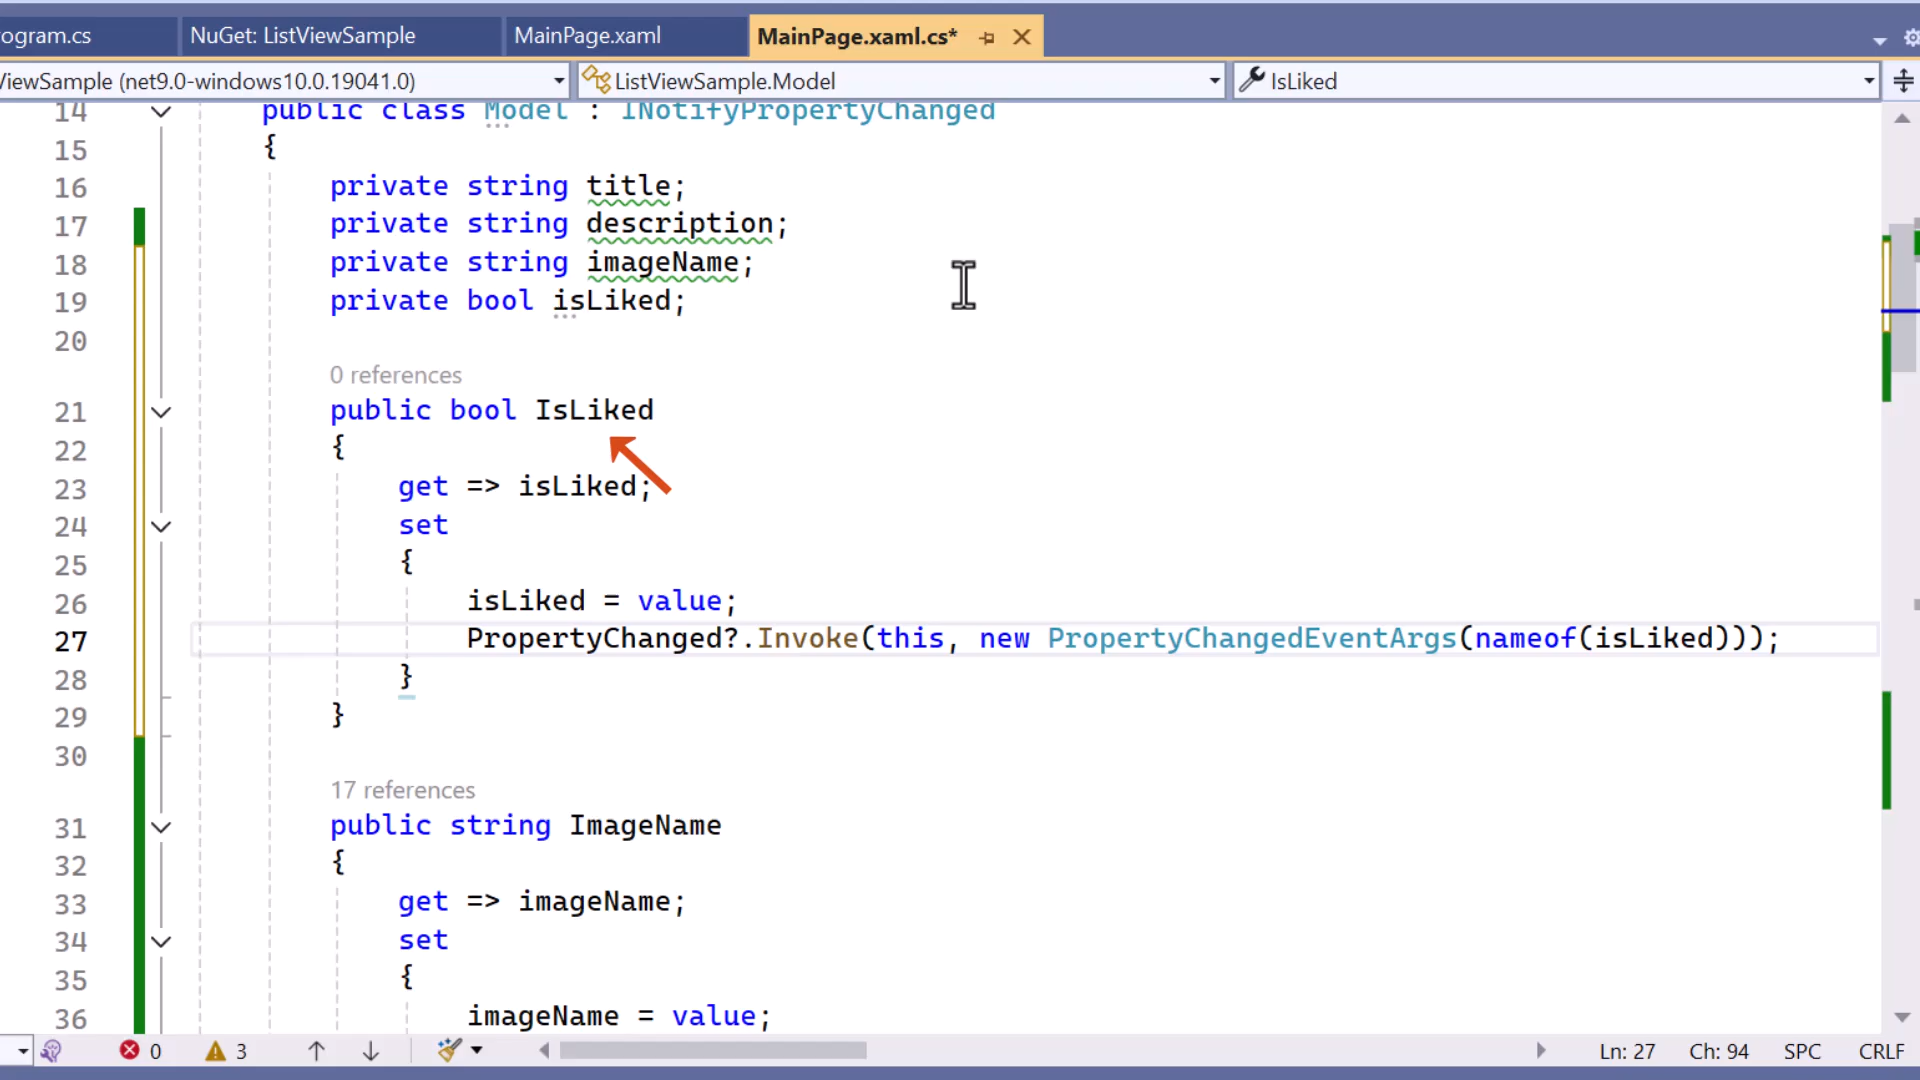 ogram.cs NuGet: ListViewSample MainPage.xaml MainPage.xaml.cs*
ViewSample (net9.0-windows10.0.19041.0) ListViewSample.Model IsLiked
14 public class Model : INotifyPropertyChanged
15 {
16 private string title;
17 private string description;
18 private string imageName;
19 private bool isLiked;
20
0 references
21 public bool IsLiked
22 {
23 get => isLiked;
24 set
25 {
26 isLiked = value;
27 PropertyChanged?.Invoke(this, new PropertyChangedEventArgs(nameof(isLiked)));
28 }
29 }
30
17 references
31 public string ImageName
32 {
33 get => imageName;
34 set
35 {
36 imageName = value;
0 3 Ln: 27 Ch: 94 SPC CRLF